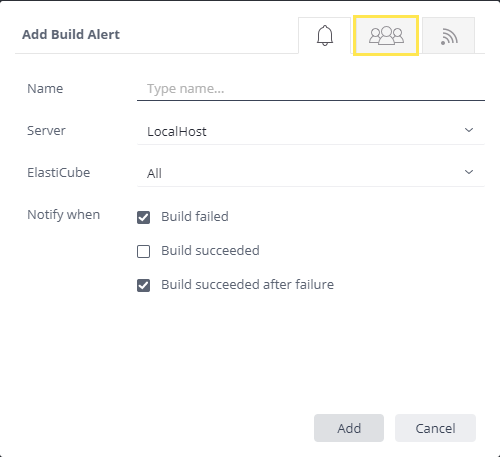 Add Build Alert
Name Type name...
Server LocalHost
ElastiCube All
Notify when Build failed
Build succeeded
Build succeeded after failure
Add Cancel